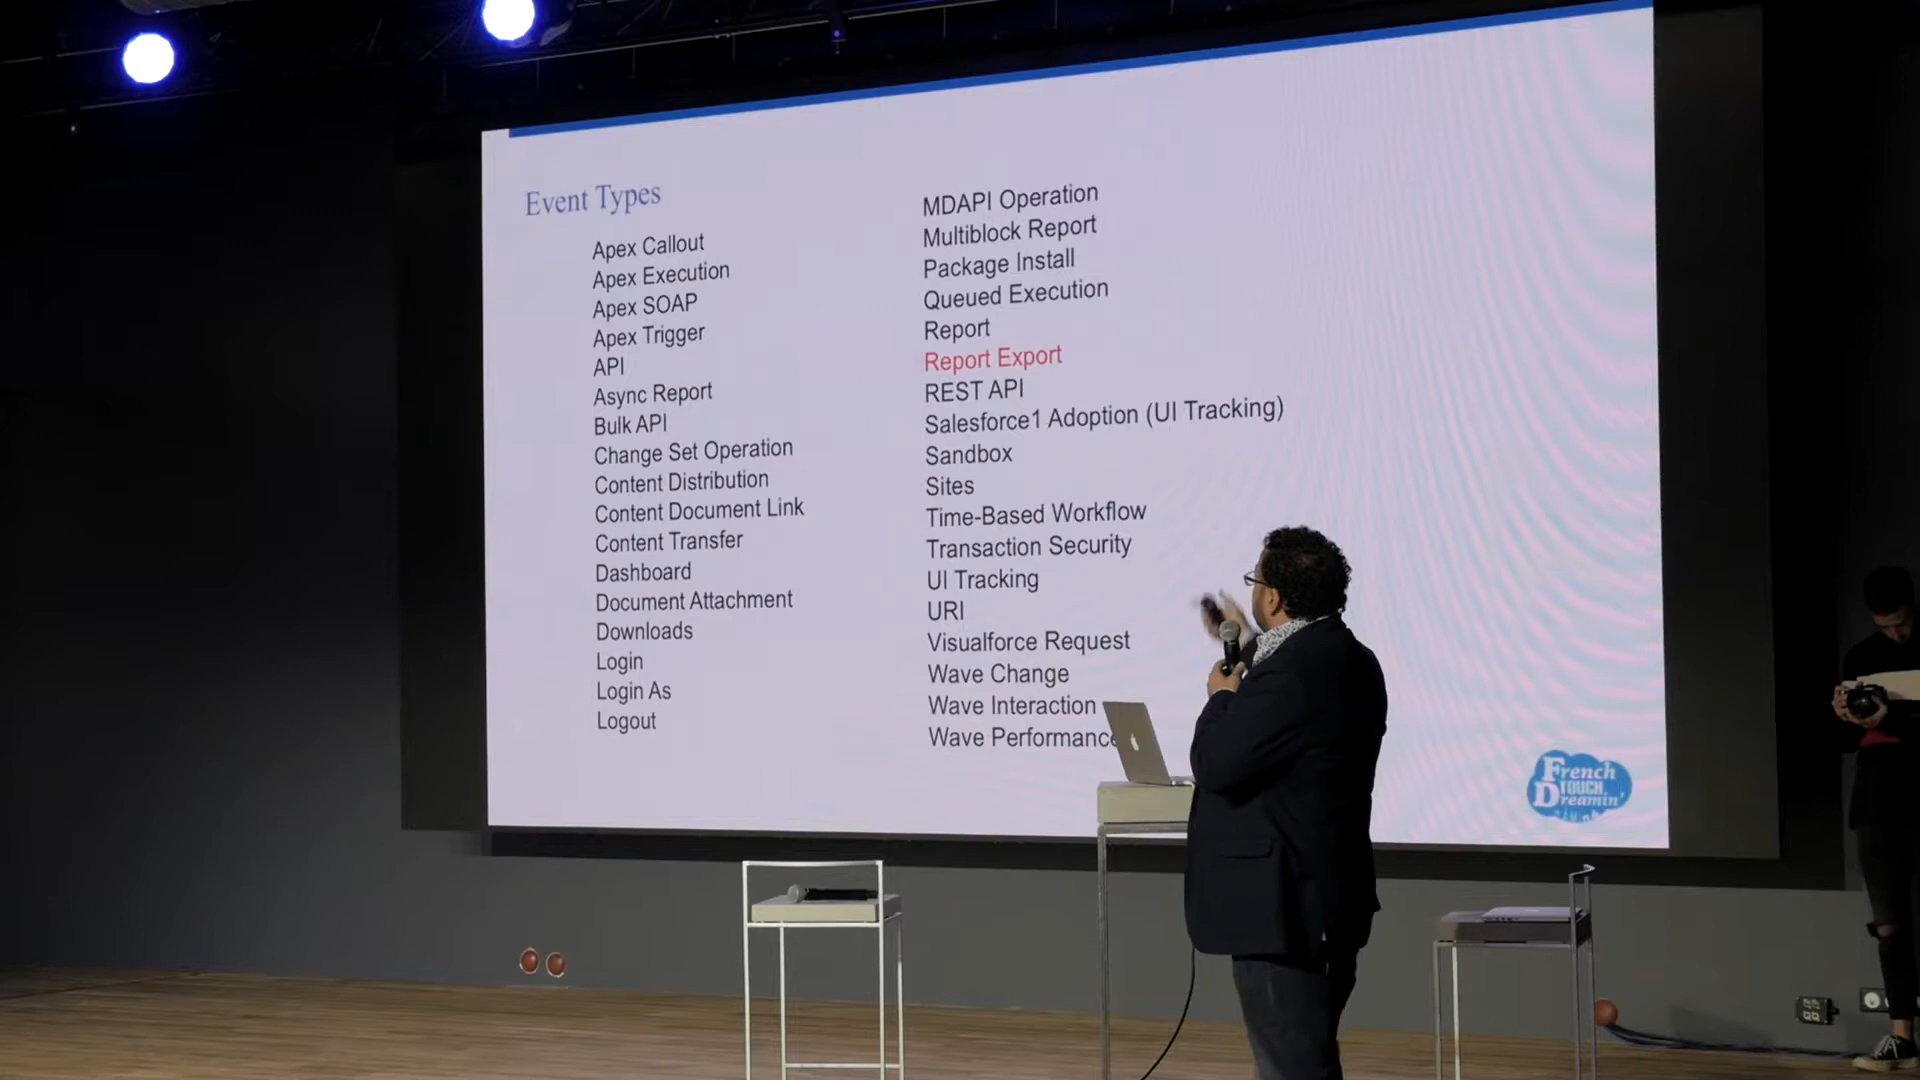 Event Types
Apex Callout
Apex Execution
Apex SOAP
Apex Trigger
API
Async Report
Bulk API
Change Set Operation
Content Distribution
Content Document Link
Content Transfer
Dashboard
Document Attachment
Downloads
Login
Login As
Logout
MDAPI Operation
Multiblock Report
Package Install
Queued Execution
Report
Report Export
REST API
Salesforce1 Adoption (UI Tracking)
Sandbox
Sites
Time-Based Workflow
Transaction Security
UI Tracking
URI
Visualforce Request
Wave Change
Wave Interaction
Wave Performance
French
TOUCH
Dreamin'